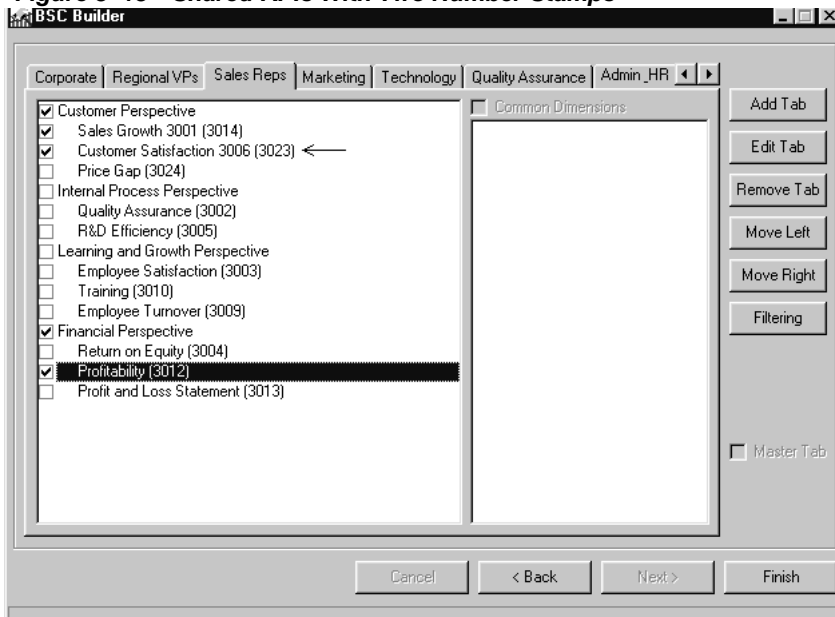 Figure 3-18 Shared KPIs With Two Number Stamps
BSC Builder
Corporate Regional VPs Sales Reps Marketing Technology Quality Assurance Admin_HR
Customer Perspective
Sales Growth 3001 (3014)
Customer Satisfaction 3006 (3023)
Price Gap (3024)
Internal Process Perspective
Quality Assurance (3002)
R&D Efficiency (3005)
Learning and Growth Perspective
Employee Satisfaction (3003)
Training (3010)
Employee Turnover (3009)
Financial Perspective
Return on Equity (3004)
Profitability (3012)
Profit and Loss Statement (3013)
Common Dimensions
Add Tab
Edit Tab
Remove Tab
Move Left
Move Right
Filtering
Master Tab
Cancel < Back Next > Finish